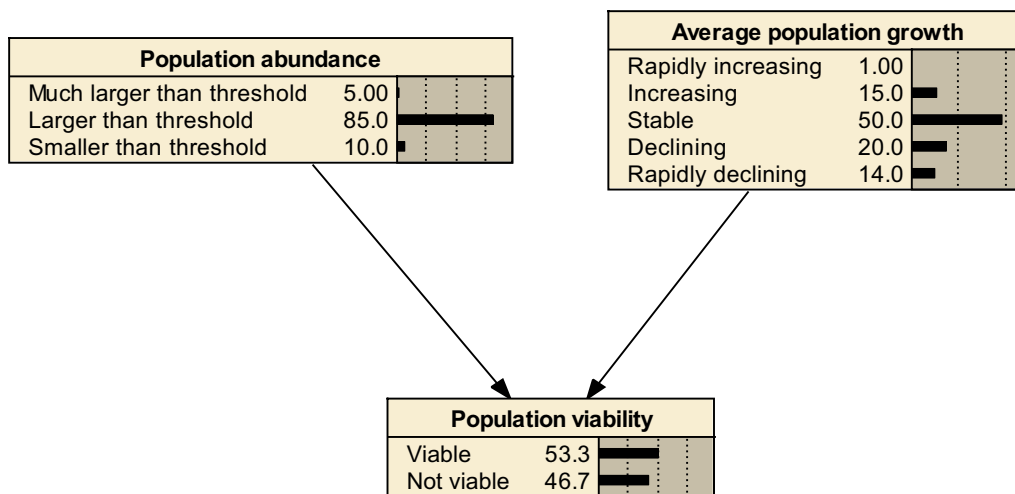 Population abundance
Much larger than threshold 5.00
Larger than threshold 85.0
Smaller than threshold 10.0
Average population growth
Rapidly increasing 1.00
Increasing 15.0
Stable 50.0
Declining 20.0
Rapidly declining 14.0
Population viability
Viable 53.3
Not viable 46.7